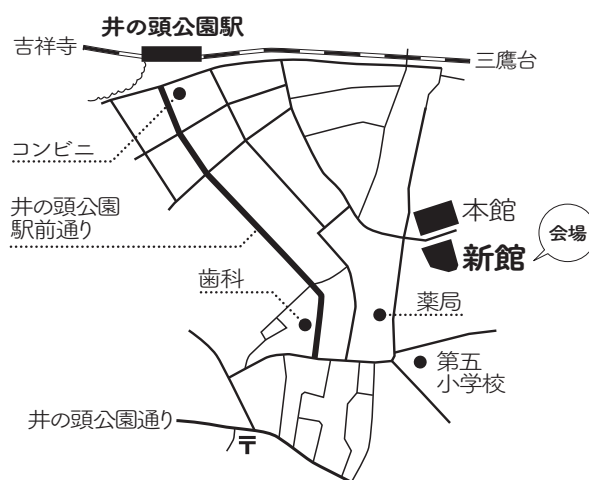 井の頭公園駅
吉祥寺
三鷹台
コンビニ
井の頭公園
駅前通り
本館
新館
会場
歯科
薬局
第五
小学校
井の頭公園通り
〒